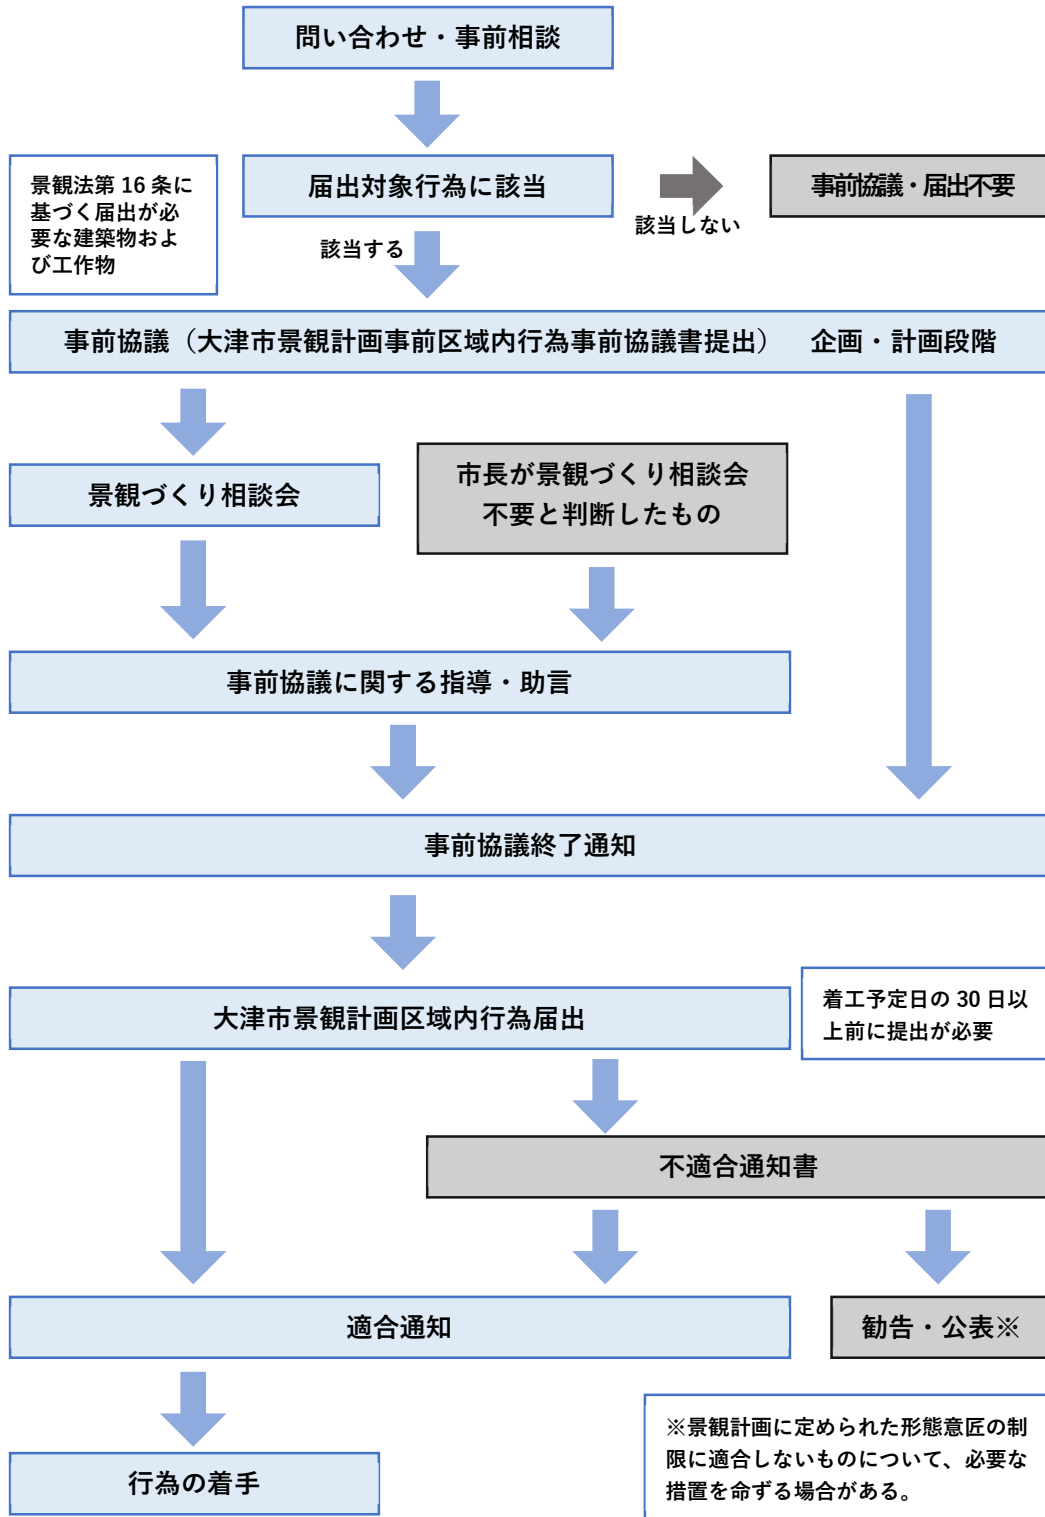 問い合わせ・事前相談
景観法第 16 条に
基づく届出が必
要な建築物およ
び工作物
届出対象行為に該当
該当しない
事前協議・届出不要
該当する
事前協議（大津市景観計画事前区域内行為事前協議書提出）　企画・計画段階
景観づくり相談会
市長が景観づくり相談会
不要と判断したもの
事前協議に関する指導・助言
事前協議終了通知
大津市景観計画区域内行為届出
着工予定日の 30 日以
上前に提出が必要
不適合通知書
適合通知
勧告・公表※
行為の着手
※景観計画に定められた形態意匠の制
限に適合しないものについて、必要な
措置を命ずる場合がある。